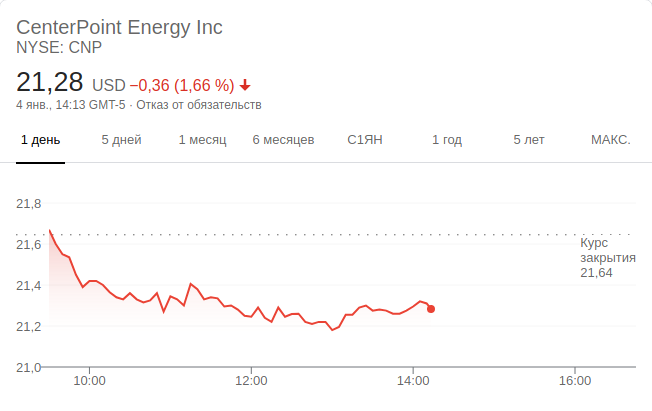 CenterPoint Energy Inc
NYSE: CNP
21,28 USD −0,36 (1,66 %)
4 янв., 14:13 GMT-5 · Отказ от обязательств
1 день 5 дней 1 месяц 6 месяцев С1ЯН 1 год 5 лет МАКС.
21,8
21,6
21,4
21,2
21,0
Курс
закрытия
21,64
10:00 12:00 14:00 16:00